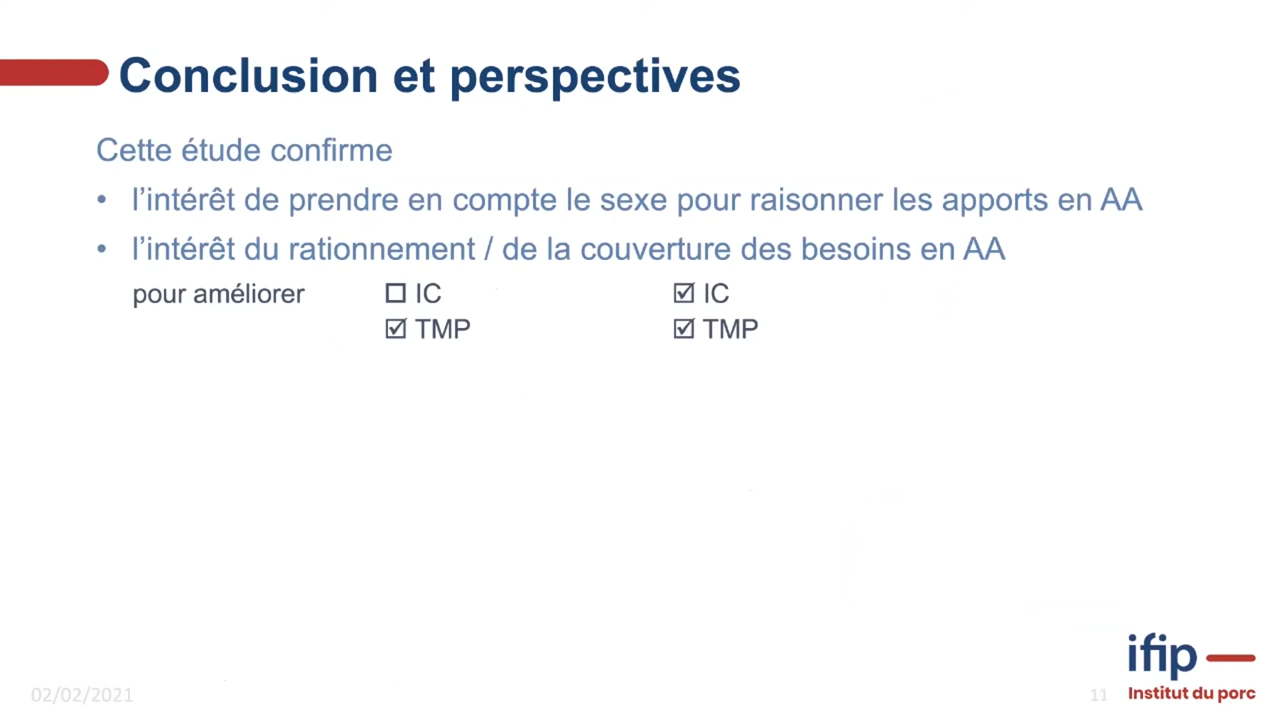 Conclusion et perspectives
Cette étude confirme
• l’intérêt de prendre en compte le sexe pour raisonner les apports en AA
• l’intérêt du rationnement / de la couverture des besoins en AA
pour améliorer ☐ IC ☑ IC
☑ TMP ☑ TMP
ifip
02/02/2021 11 Institut du porc